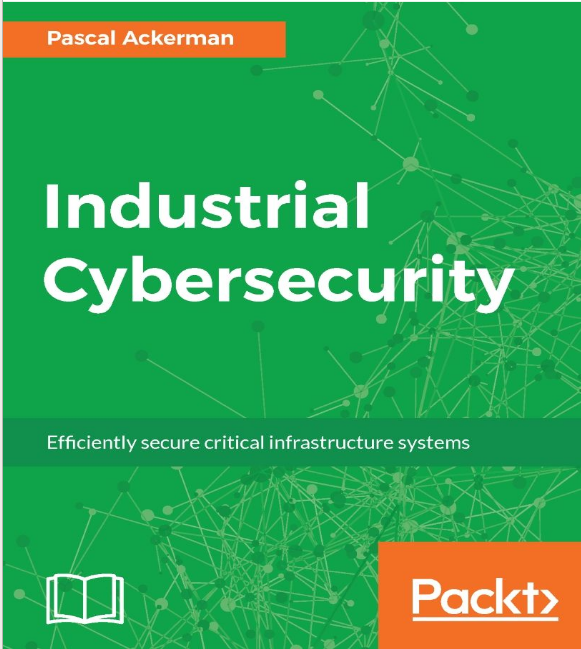 Pascal Ackerman
Industrial
Cybersecurity
Efficiently secure critical infrastructure systems
Packt>